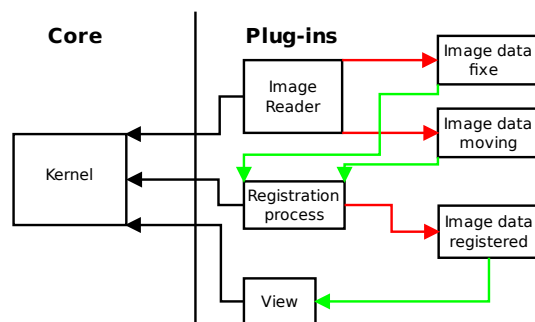 Core
Plug-ins
Image data
fixe
Image
Reader
Image data
moving
Kernel
Registration
process
Image data
registered
View